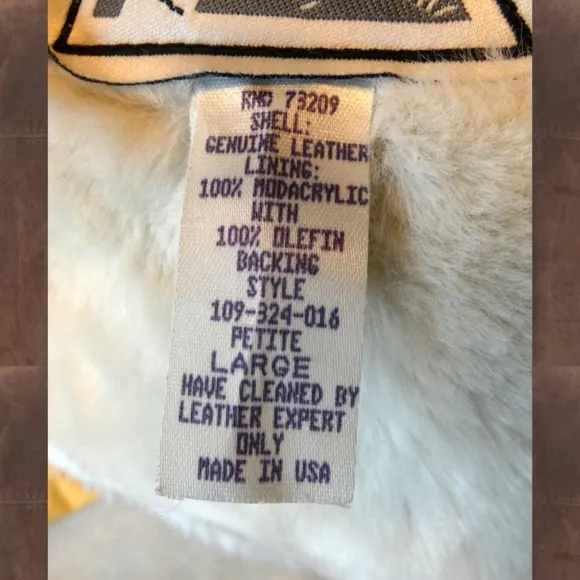 RND 73209
SHELL:
GENUINE LEATHER
LINING:
100% MODACRYLIC
WITH
100% OLEFIN
BACKING
STYLE
109-324-016
PETITE
LARGE
HAVE CLEANED BY
LEATHER EXPERT
ONLY
MADE IN USA